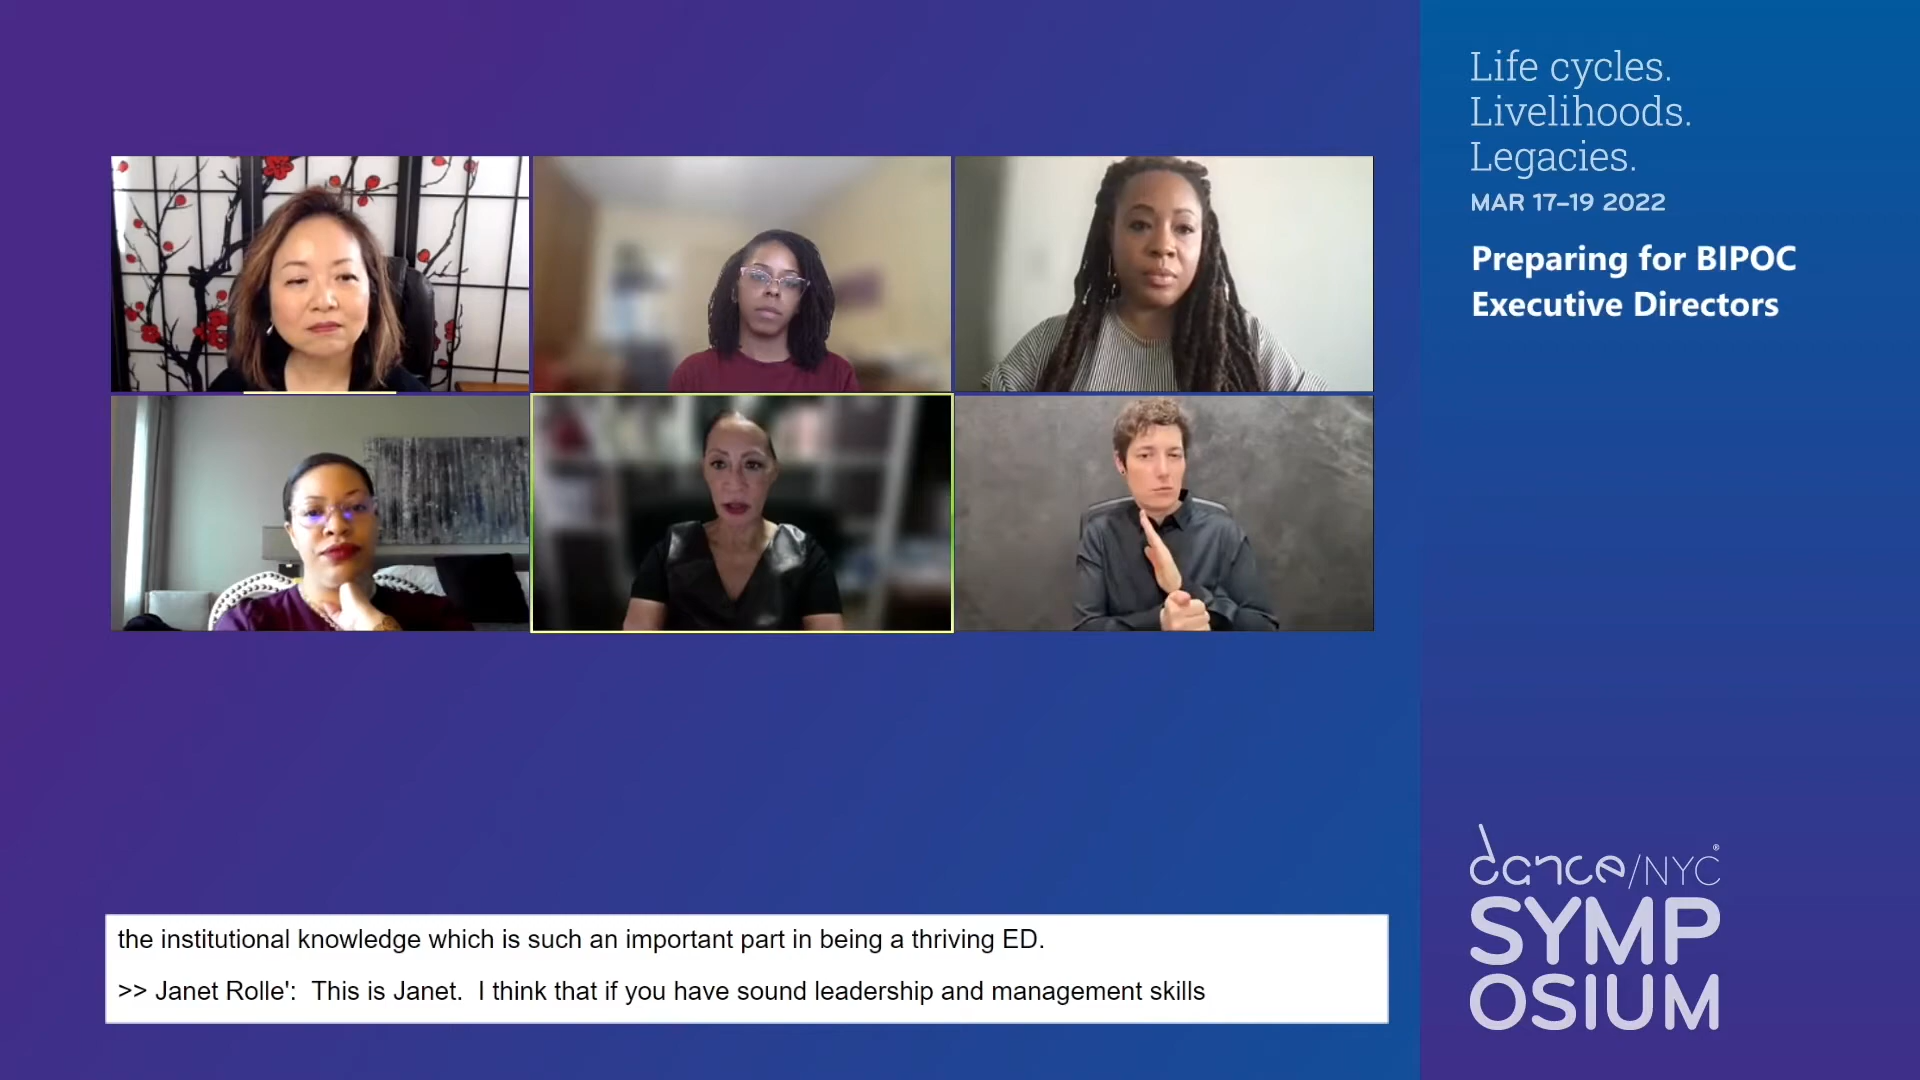 Life cycles.
Livelihoods.
Legacies.
MAR 17–19 2022
Preparing for BIPOC
Executive Directors
the institutional knowledge which is such an important part in being a thriving ED.
>> Janet Rolle':  This is Janet.  I think that if you have sound leadership and management skills
dance/NYC®
SYMP
OSIUM